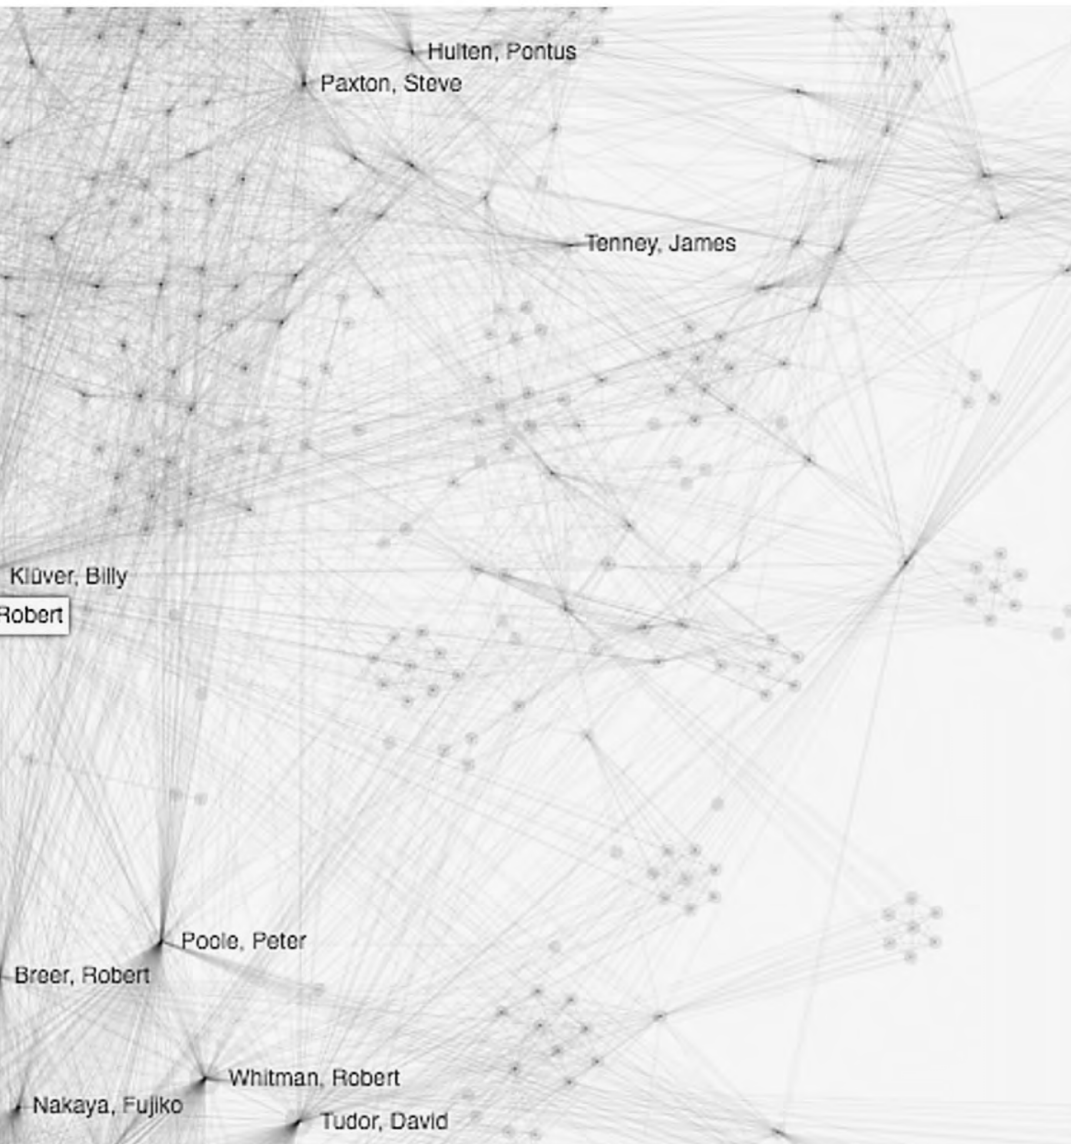 Hulten, Pontus
Paxton, Steve
Tenney, James
Klüver, Billy
Robert
Poole, Peter
Breer, Robert
Whitman, Robert
Nakaya, Fujiko
Tudor, David